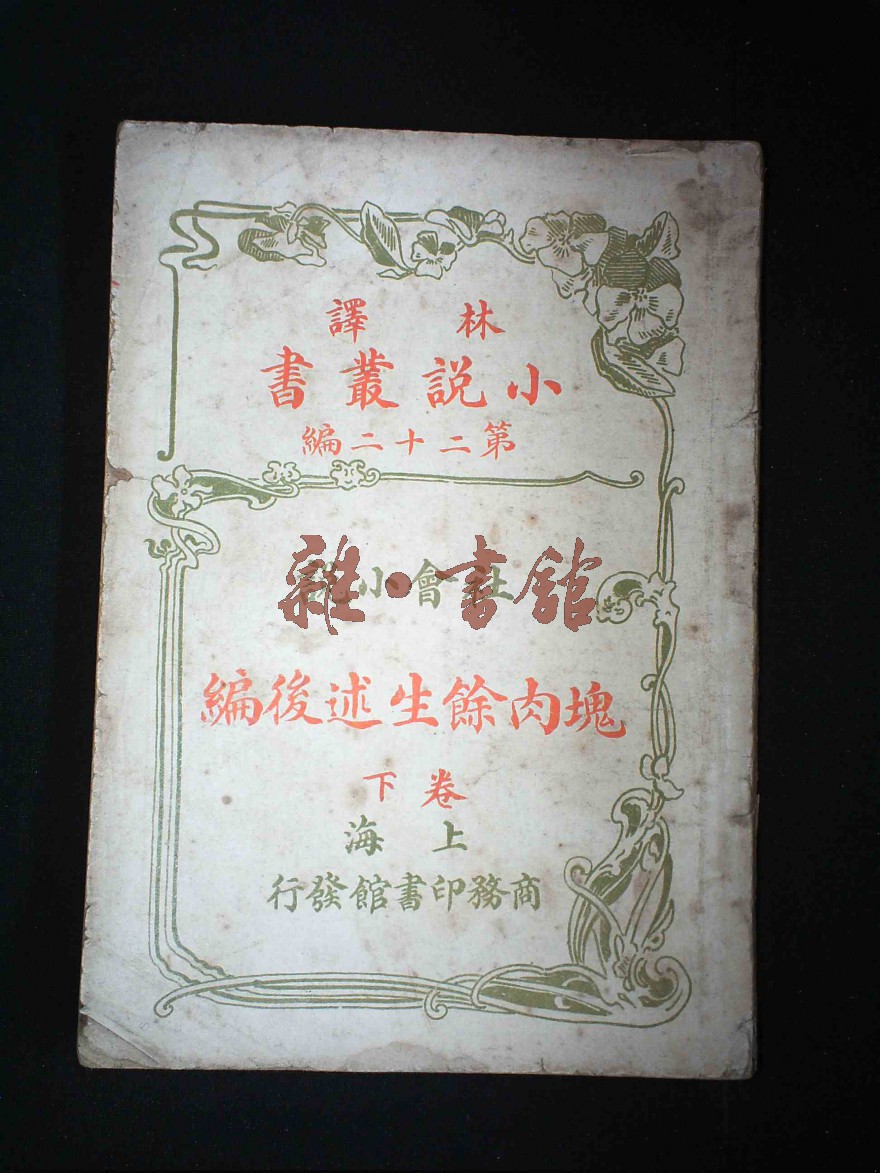 林譯
小說叢書
第二十二編
社會小說
雜·書館
塊肉餘生述後編
卷下
上海
商務印書館發行